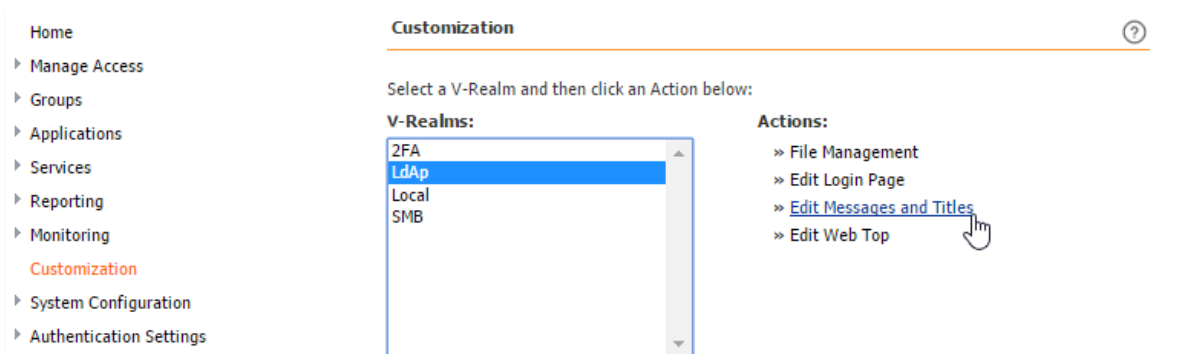 Home
Manage Access
Groups
Applications
Services
Reporting
Monitoring
Customization
System Configuration
Authentication Settings
Customization
?
Select a V-Realm and then click an Action below:
V-Realms:
2FA
LdAp
Local
SMB
Actions:
» File Management
» Edit Login Page
» Edit Messages and Titles
» Edit Web Top